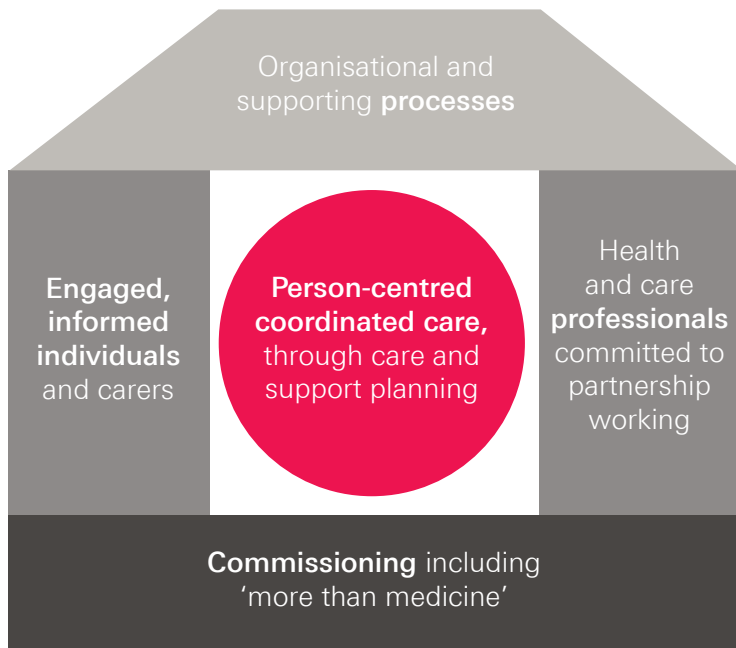 Organisational and
supporting processes
Engaged,
informed
individuals
and carers
Person-centred
coordinated care,
through care and
support planning
Health
and care
professionals
committed to
partnership
working
Commissioning including
‘more than medicine’